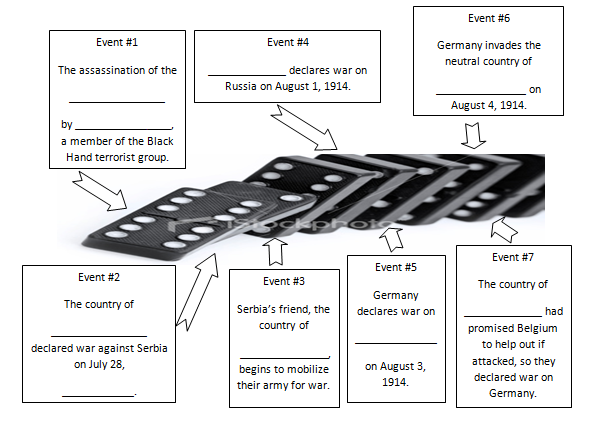 Event #1
The assassination of the
________________
by ________________,
a member of the Black
Hand terrorist group.
Event #4
_____________ declares war on
Russia on August 1, 1914.
Event #6
Germany invades the
neutral country of
_______________ on
August 4, 1914.
iStockphoto
Event #2
The country of
________________
declared war against Serbia
on July 28,
____________.
Event #3
Serbia's friend, the
country of
_______________,
begins to mobilize
their army for war.
Event #5
Germany
declares war on
______________
on August 3,
1914.
Event #7
The country of
_____________ had
promised Belgium
to help out if
attacked, so they
declared war on
Germany.